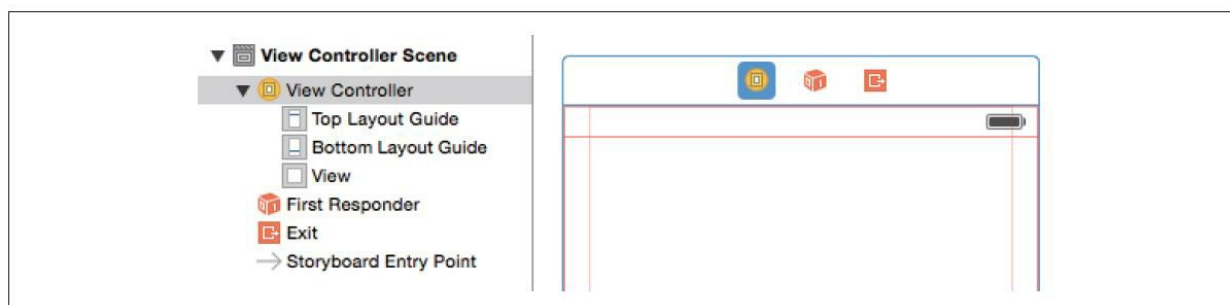 View Controller Scene
View Controller
Top Layout Guide
Bottom Layout Guide
View
First Responder
Exit
Storyboard Entry Point